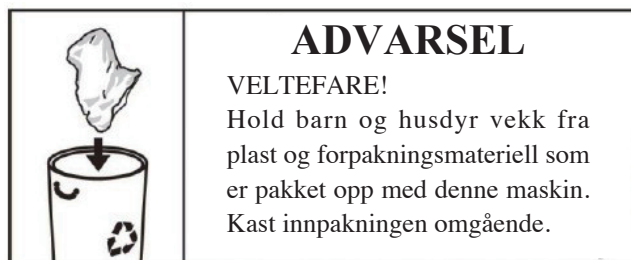 ADVARSEL
VELTEFARE!
Hold barn og husdyr vekk fra
plast og forpakningsmateriell som
er pakket opp med denne maskin.
Kast innpakningen omgående.